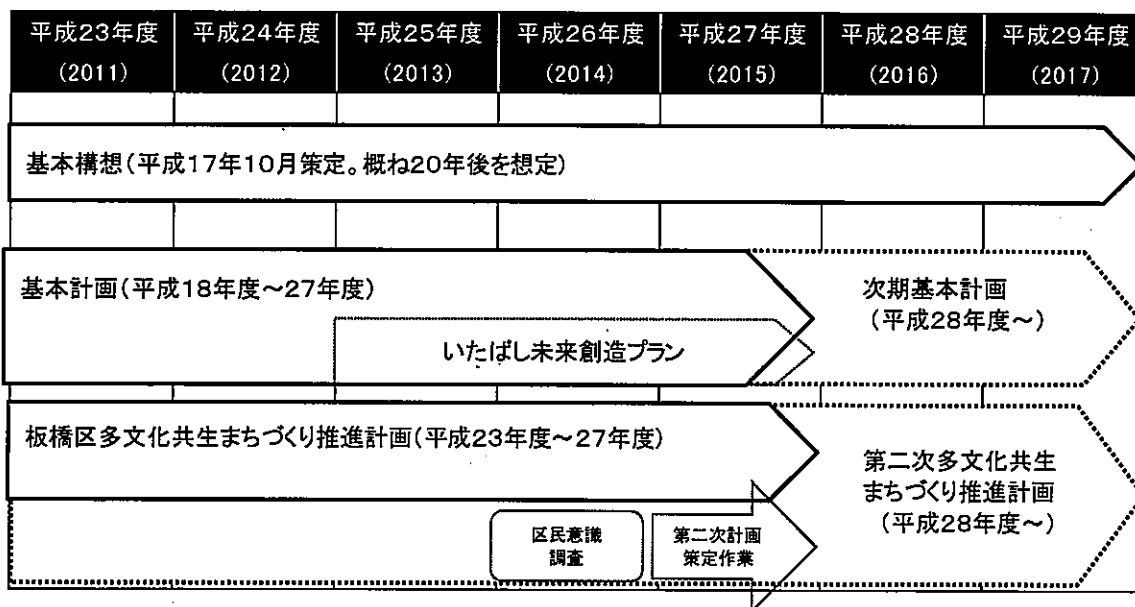 平成23年度 平成24年度 平成25年度 平成26年度 平成27年度 平成28年度 平成29年度
(2011) (2012) (2013) (2014) (2015) (2016) (2017)
基本構想(平成17年10月策定。概ね20年後を想定)
基本計画(平成18年度～27年度)
いたばし未来創造プラン
次期基本計画
(平成28年度～)
板橋区多文化共生まちづくり推進計画(平成23年度～27年度)
区民意識
調査
第二次計画
策定作業
第二次多文化共生
まちづくり推進計画
(平成28年度～)